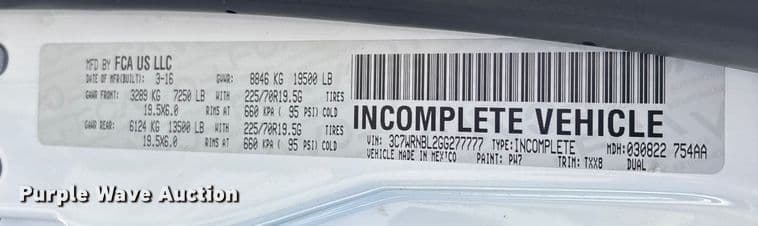 MFD BY FCA US LLC
DATE OF MFR(BUILT): 3-16 GVWR: 8846 KG 19500 LB
GAWR FRONT: 3289 KG 7250 LB 225/70R19.5G TIRES
19.5X6.0 RIMS AT 660 KPA ( 95 PSI) COLD
GAWR REAR: 6124 KG 13500 LB 225/70R19.5G TIRES
19.5X6.0 RIMS AT 660 KPA ( 95 PSI) COLD
INCOMPLETE VEHICLE
VIN: 3C7WRNBL2GG277777 TYPE: INCOMPLETE MDH: 030822 754AA
VEHICLE MADE IN MEXICO PAINT: PW7 TRIM: TXX8 DUAL
Purple Wave Auction